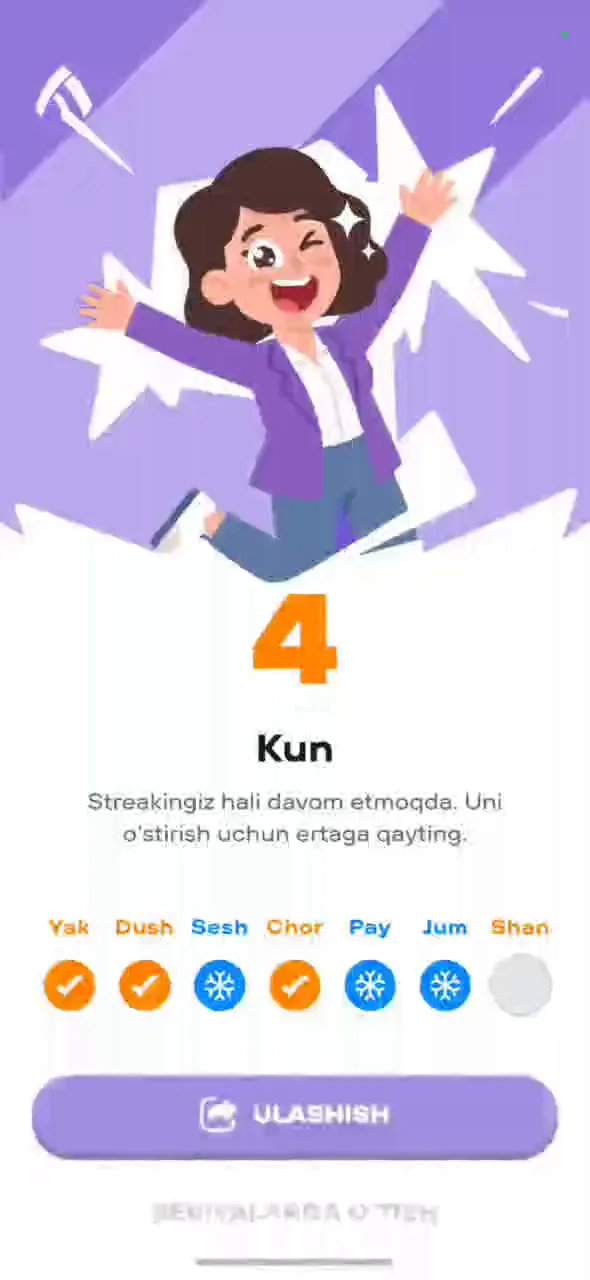 4
Kun
Streakingiz hali davom etmoqda. Uni
o'stirish uchun ertaga qayting.
Yak Dush Sesh Chor Pay Jum Shan
ULASHISH